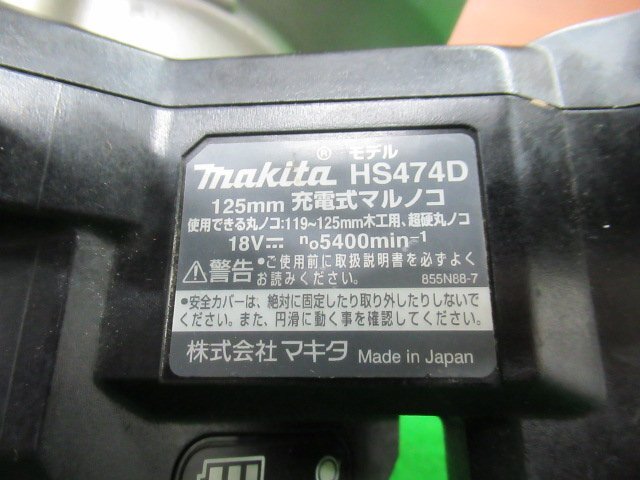 makita® モデル HS474D
125mm 充電式マルノコ
使用できる丸ノコ:119~125mm木工用、超硬丸ノコ
18V⎓ n₀5400min⁻¹
⚠警告 •ご使用前に取扱説明書を必ずよくお読みください。
855N88-7
•安全カバーは、絶対に固定したり取り外したりしないで
ください。また、円滑に動く事を確認してください。
株式会社マキタ Made in Japan